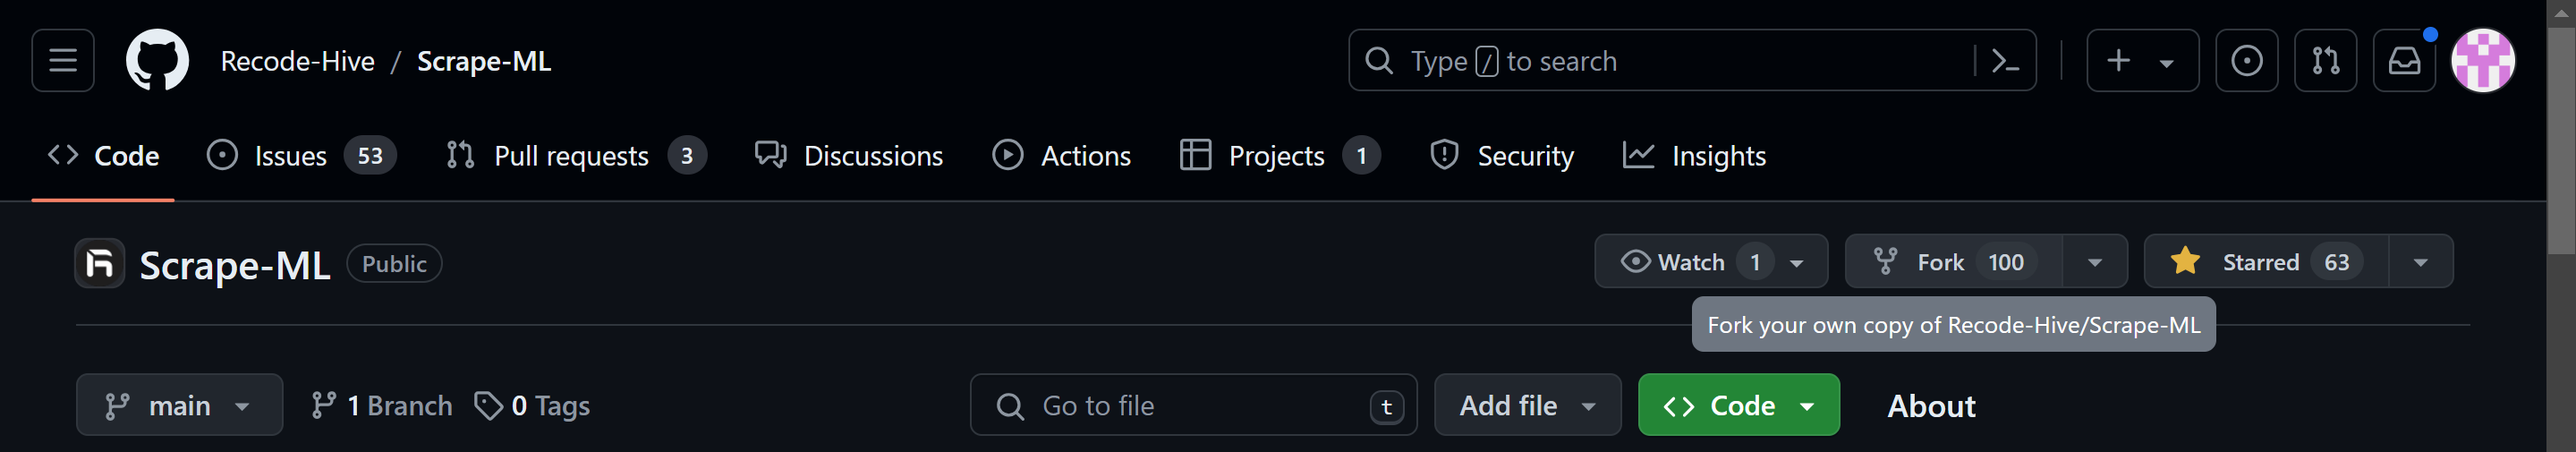 Recode-Hive / Scrape-ML Type / to search
Code Issues 53 Pull requests 3 Discussions Actions Projects 1 Security Insights
Scrape-ML Public Watch 1 Fork 100 Starred 63
Fork your own copy of Recode-Hive/Scrape-ML
main 1 Branch 0 Tags Go to file t Add file Code About